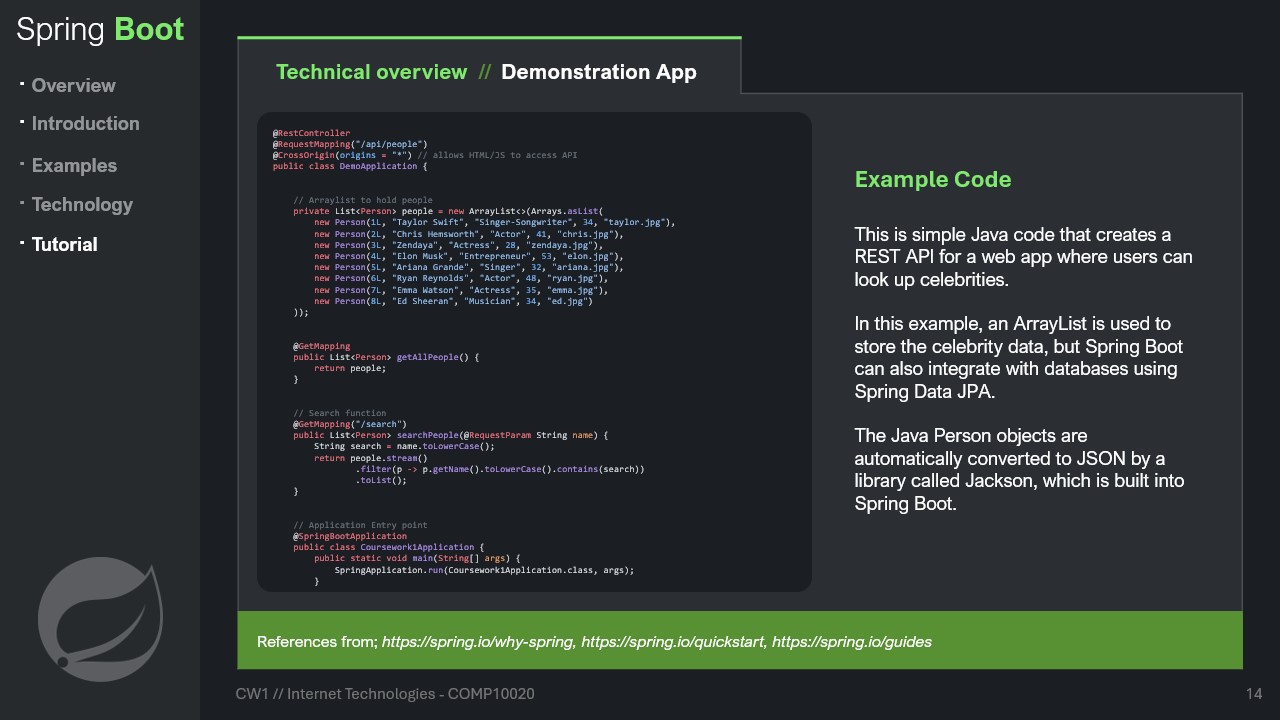 Spring Boot
Overview
Introduction
Examples
Technology
Tutorial
Technical overview // Demonstration App
@RestController
@RequestMapping("/api/people")
@CrossOrigin(origins = "*") // allows HTML/JS to access API
public class DemoApplication {
// Arraylist to hold people
private List<Person> people = new ArrayList<>(Arrays.asList(
new Person(1L, "Taylor Swift", "Singer-Songwriter", 34, "taylor.jpg"),
new Person(2L, "Chris Hemsworth", "Actor", 41, "chris.jpg"),
new Person(3L, "Zendaya", "Actress", 28, "zendaya.jpg"),
new Person(4L, "Elon Musk", "Entrepreneur", 53, "elon.jpg"),
new Person(5L, "Ariana Grande", "Singer", 32, "ariana.jpg"),
new Person(6L, "Ryan Reynolds", "Actor", 48, "ryan.jpg"),
new Person(7L, "Emma Watson", "Actress", 35, "emma.jpg"),
new Person(8L, "Ed Sheeran", "Musician", 34, "ed.jpg")
));
@GetMapping
public List<Person> getAllPeople() {
return people;
}
// Search function
@GetMapping("/search")
public List<Person> searchPeople(@RequestParam String name) {
String search = name.toLowerCase();
return people.stream()
.filter(p -> p.getName().toLowerCase().contains(search))
.toList();
}
// Application Entry point
@SpringBootApplication
public class Coursework1Application {
public static void main(String[] args) {
SpringApplication.run(Coursework1Application.class, args);
}
Example Code
This is simple Java code that creates a
REST API for a web app where users can
look up celebrities.
In this example, an ArrayList is used to
store the celebrity data, but Spring Boot
can also integrate with databases using
Spring Data JPA.
The Java Person objects are
automatically converted to JSON by a
library called Jackson, which is built into
Spring Boot.
References from; https://spring.io/why-spring, https://spring.io/quickstart, https://spring.io/guides
CW1 // Internet Technologies - COMP10020
14